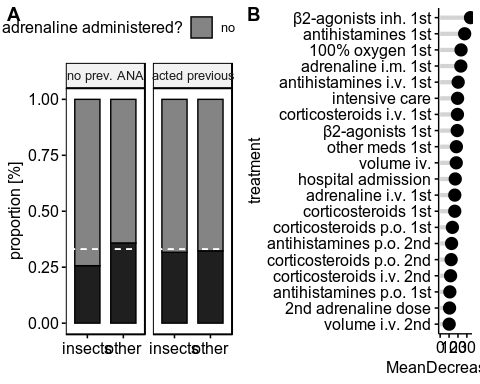 A
adrenaline administered?
no
no prev. ANA
acted previous
1.00
0.75
0.50
0.25
0.00
proportion [%]
insects
other
insects
other
B
treatment
β2-agonists inh. 1st
antihistamines 1st
100% oxygen 1st
adrenaline i.m. 1st
antihistamines i.v. 1st
intensive care
corticosteroids i.v. 1st
β2-agonists 1st
other meds 1st
volume iv.
hospital admission
adrenaline i.v. 1st
corticosteroids 1st
corticosteroids p.o. 1st
antihistamines p.o. 2nd
corticosteroids p.o. 2nd
corticosteroids i.v. 2nd
antihistamines p.o. 1st
2nd adrenaline dose
volume i.v. 2nd
MeanDecreas